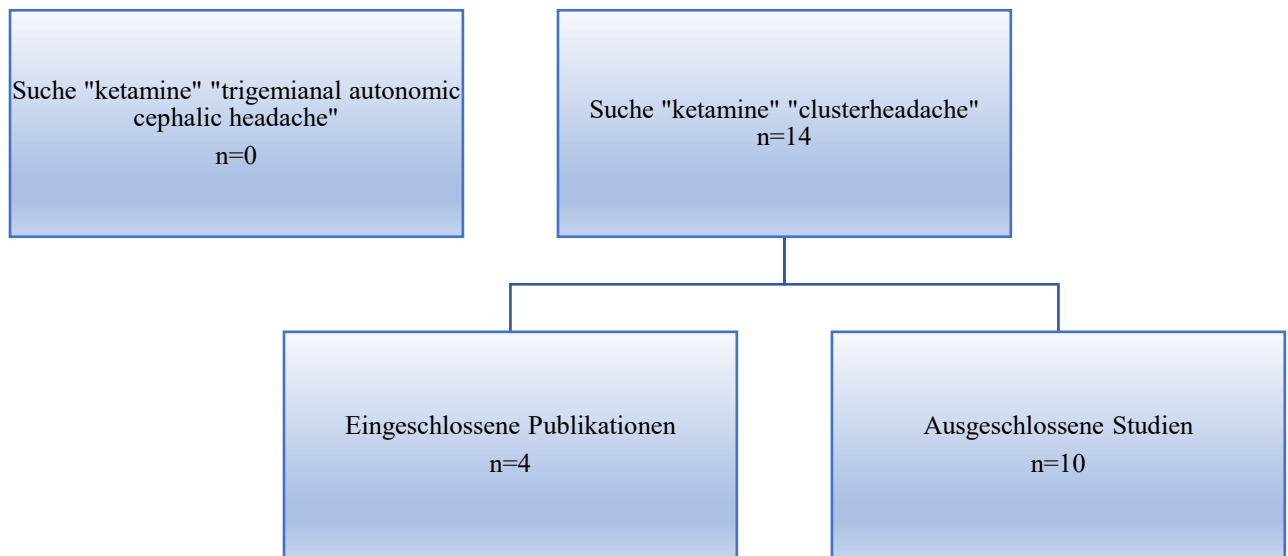 Suche "ketamine" "trigemianal autonomic
cephalic headache"
n=0
Suche "ketamine" "clusterheadache"
n=14
Eingeschlossene Publikationen
n=4
Ausgeschlossene Studien
n=10